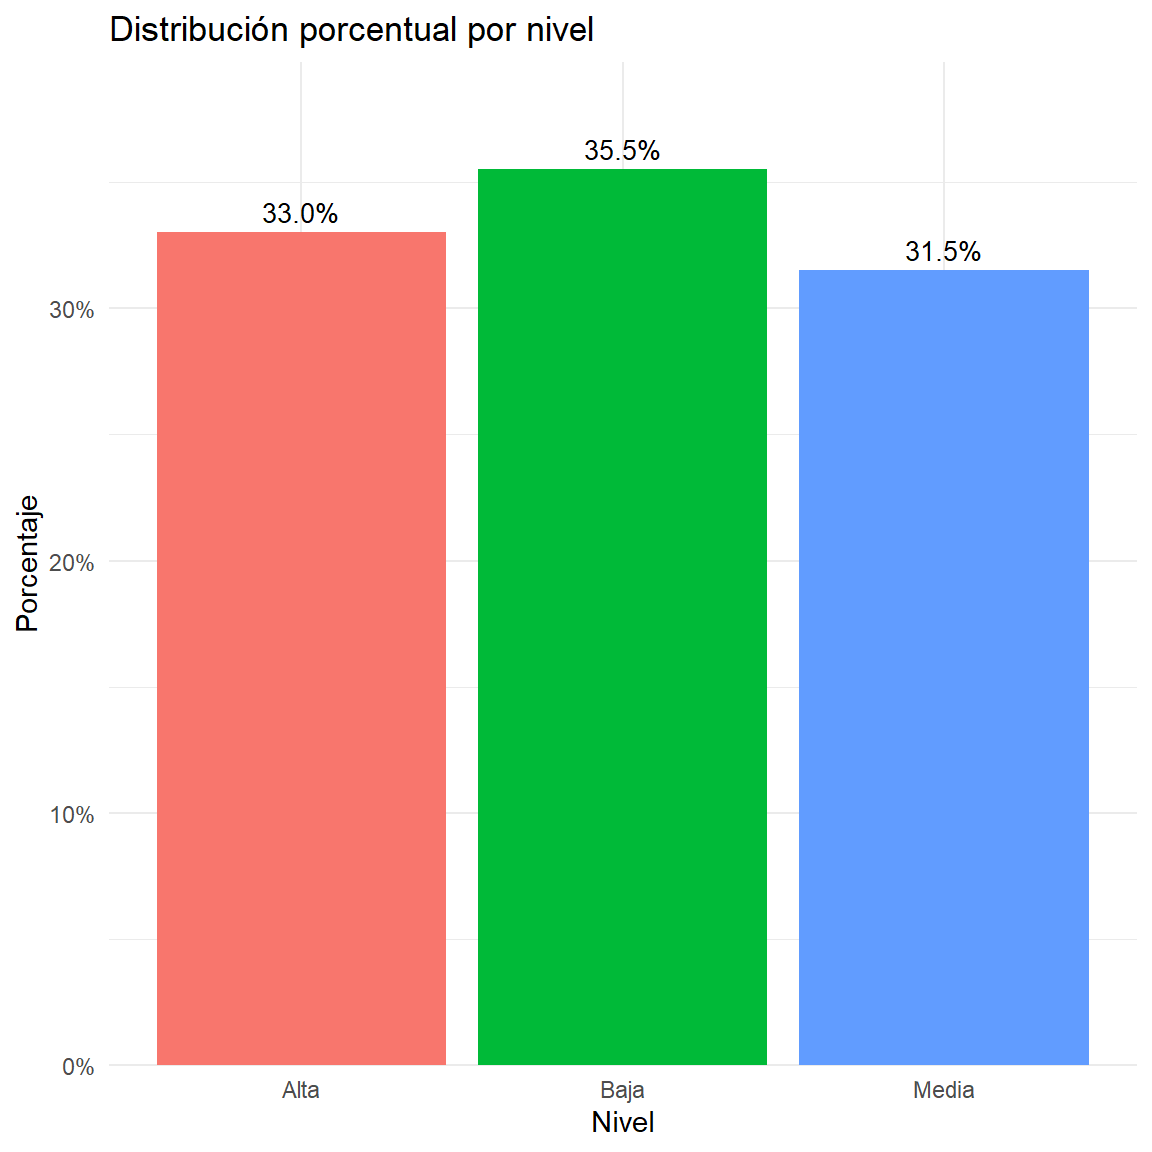 Distribución porcentual por nivel
35.5%
33.0%
31.5%
30%
20%
10%
0%
Porcentaje
Alta
Baja
Media
Nivel